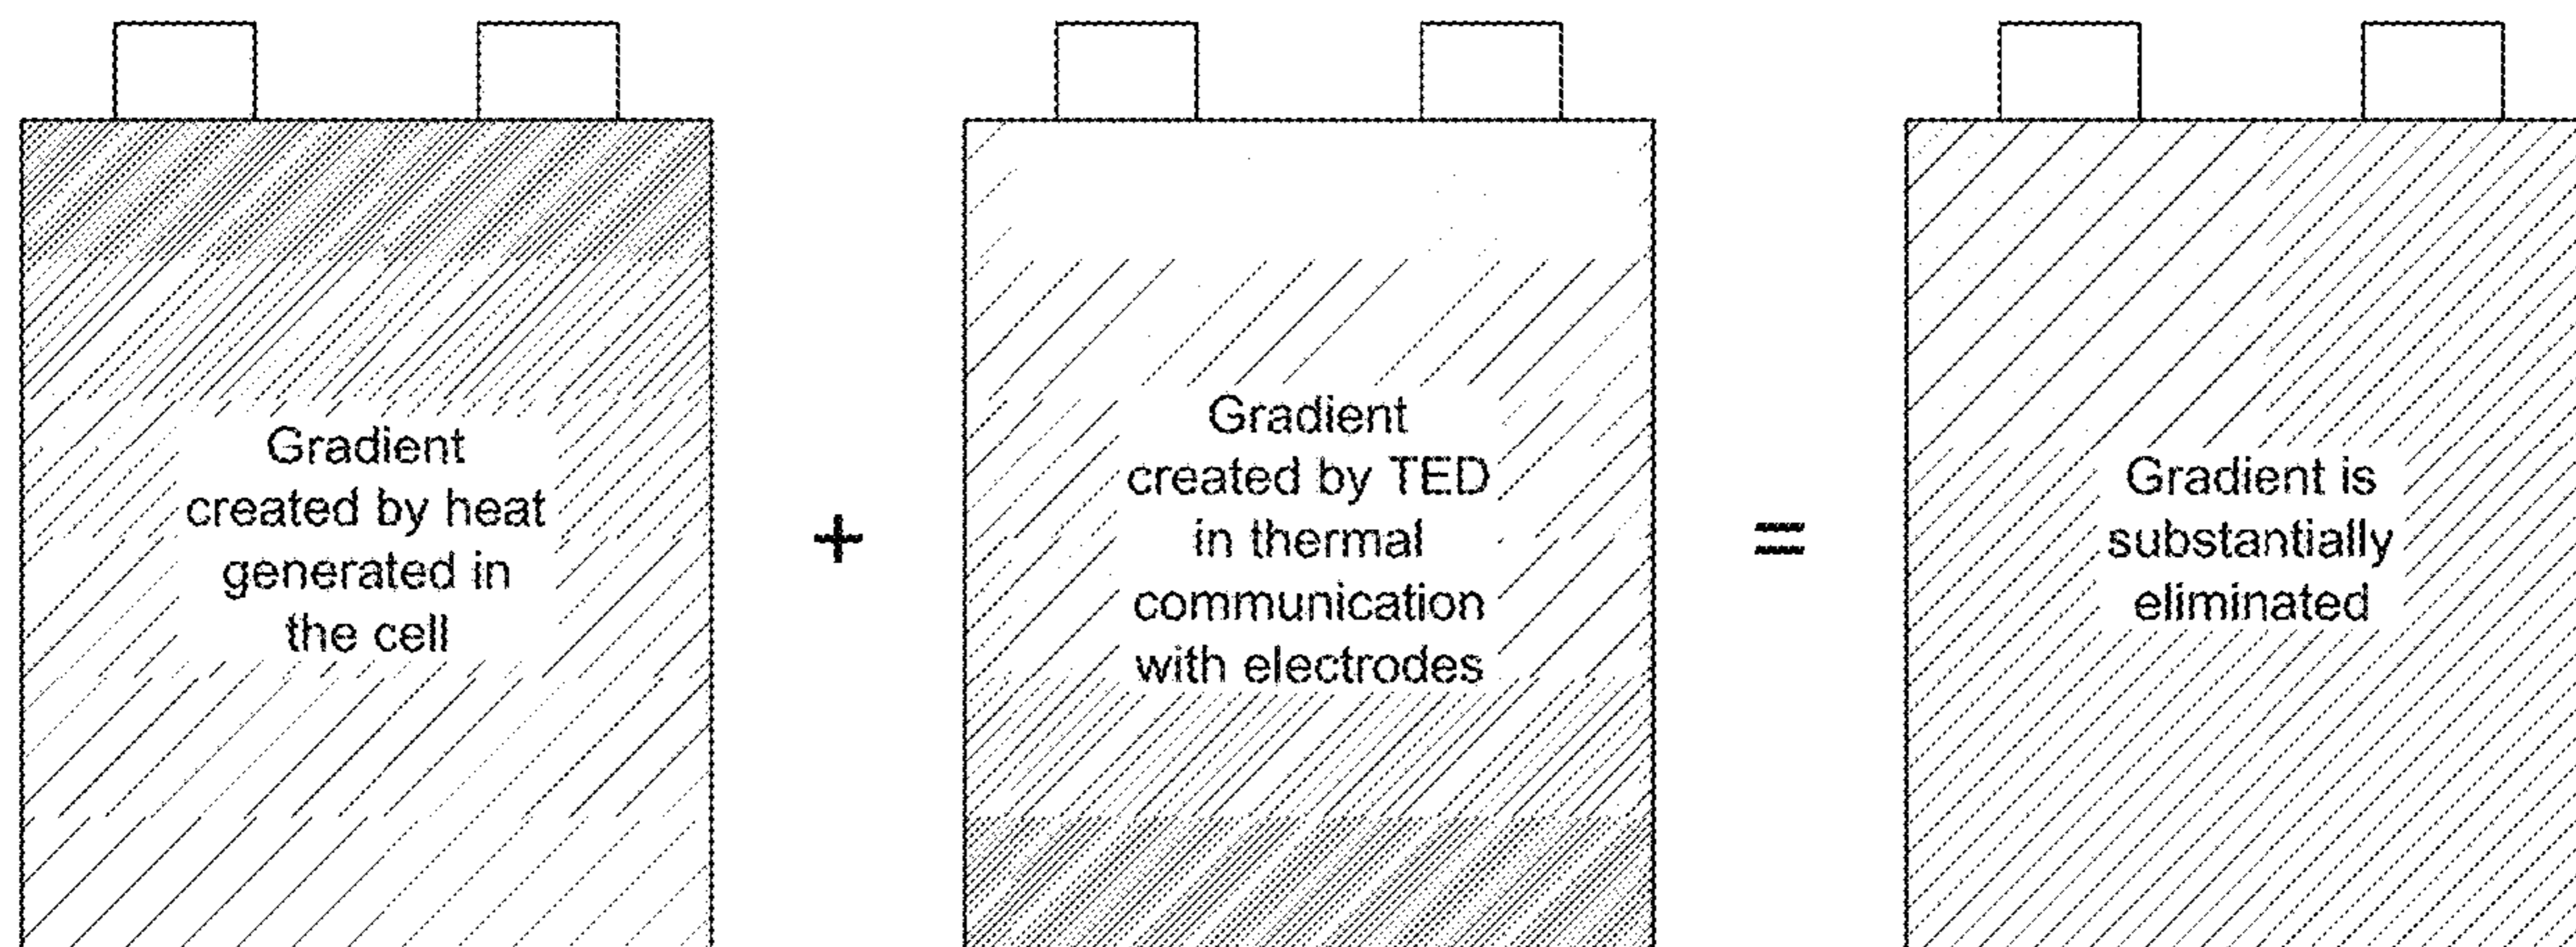 Gradient
created by heat
generated in
the cell
+
Gradient
created by TED
in thermal
communication
with electrodes
=
Gradient is
substantially
eliminated